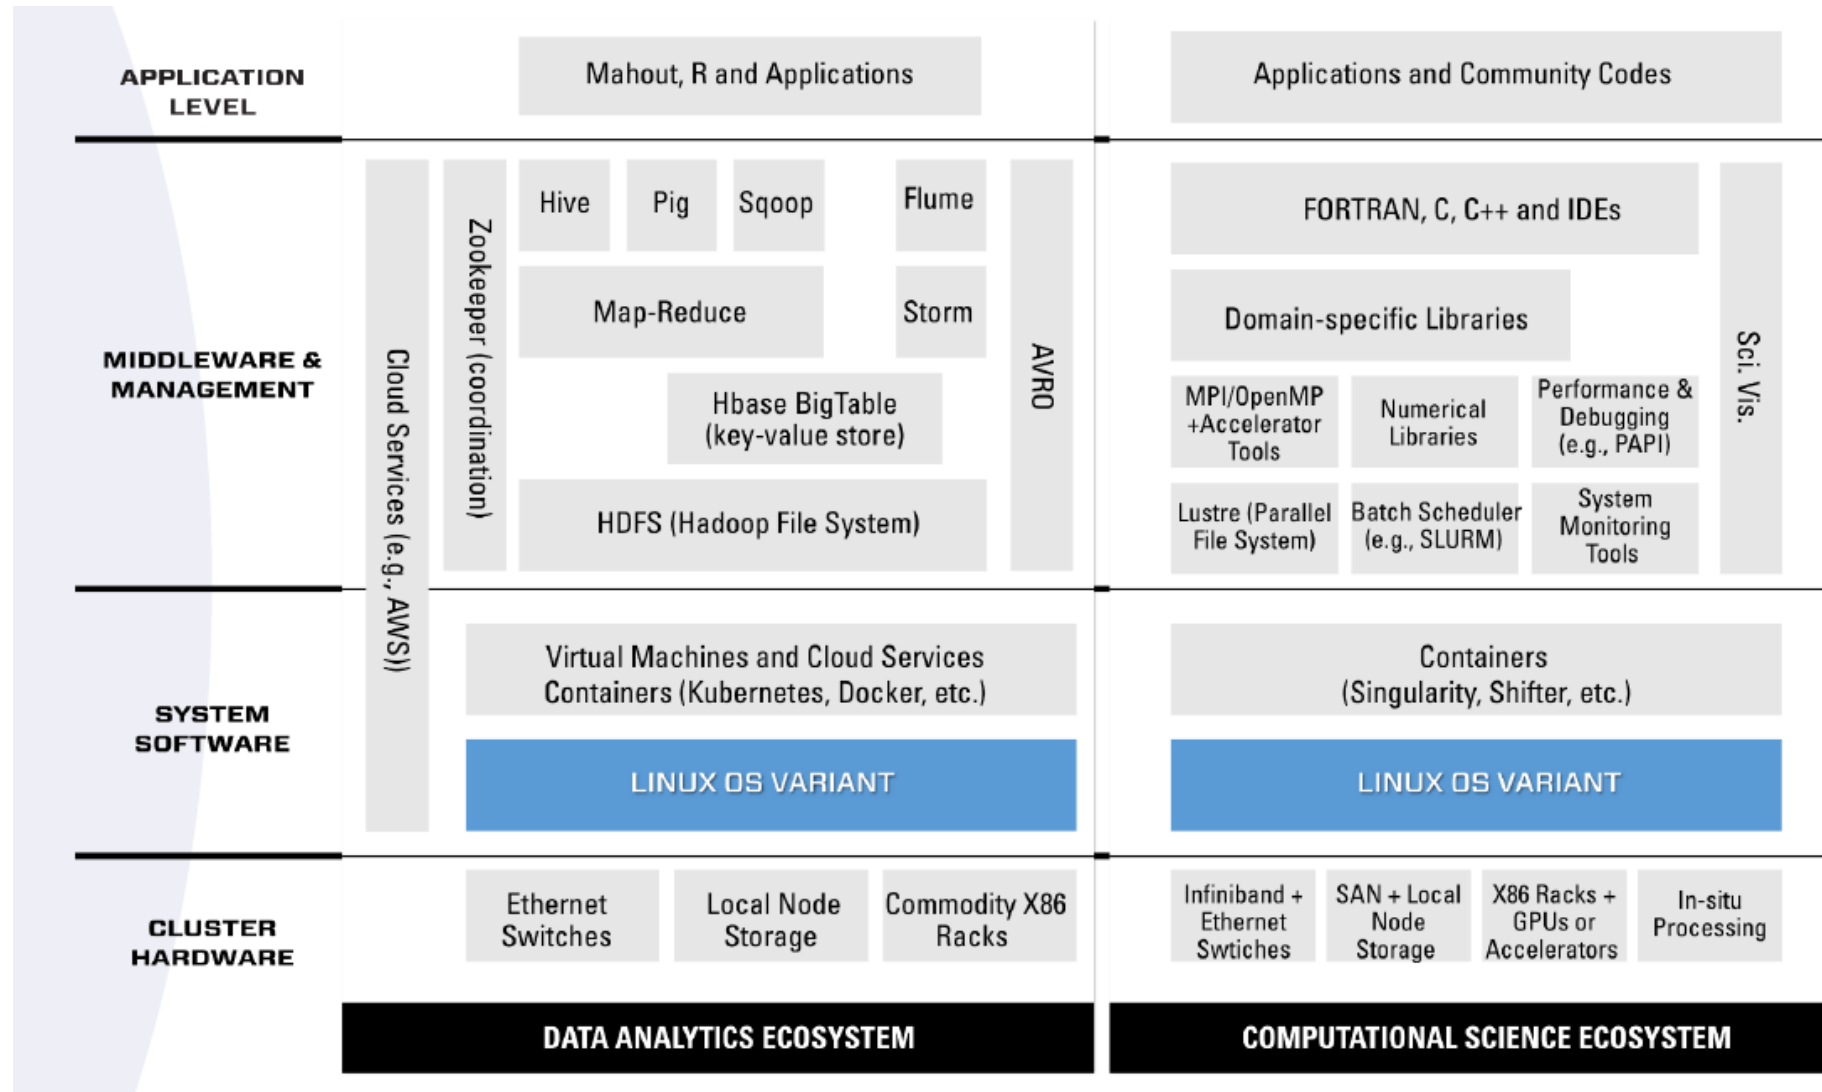 APPLICATION
LEVEL
Mahout, R and Applications
Applications and Community Codes
MIDDLEWARE &
MANAGEMENT
Cloud Services (e.g., AWS))
Zookeeper (coordination)
Hive
Pig
Sqoop
Flume
Map-Reduce
Storm
Hbase BigTable
(key-value store)
HDFS (Hadoop File System)
AVRO
FORTRAN, C, C++ and IDEs
Domain-specific Libraries
MPI/OpenMP
+Accelerator
Tools
Numerical
Libraries
Performance &
Debugging
(e.g., PAPI)
Lustre (Parallel
File System)
Batch Scheduler
(e.g., SLURM)
System
Monitoring
Tools
Sci. Vis.
SYSTEM
SOFTWARE
Virtual Machines and Cloud Services
Containers (Kubernetes, Docker, etc.)
LINUX OS VARIANT
Containers
(Singularity, Shifter, etc.)
LINUX OS VARIANT
CLUSTER
HARDWARE
Ethernet
Switches
Local Node
Storage
Commodity X86
Racks
Infiniband +
Ethernet
Swtiches
SAN + Local
Node
Storage
X86 Racks +
GPUs or
Accelerators
In-situ
Processing
DATA ANALYTICS ECOSYSTEM
COMPUTATIONAL SCIENCE ECOSYSTEM